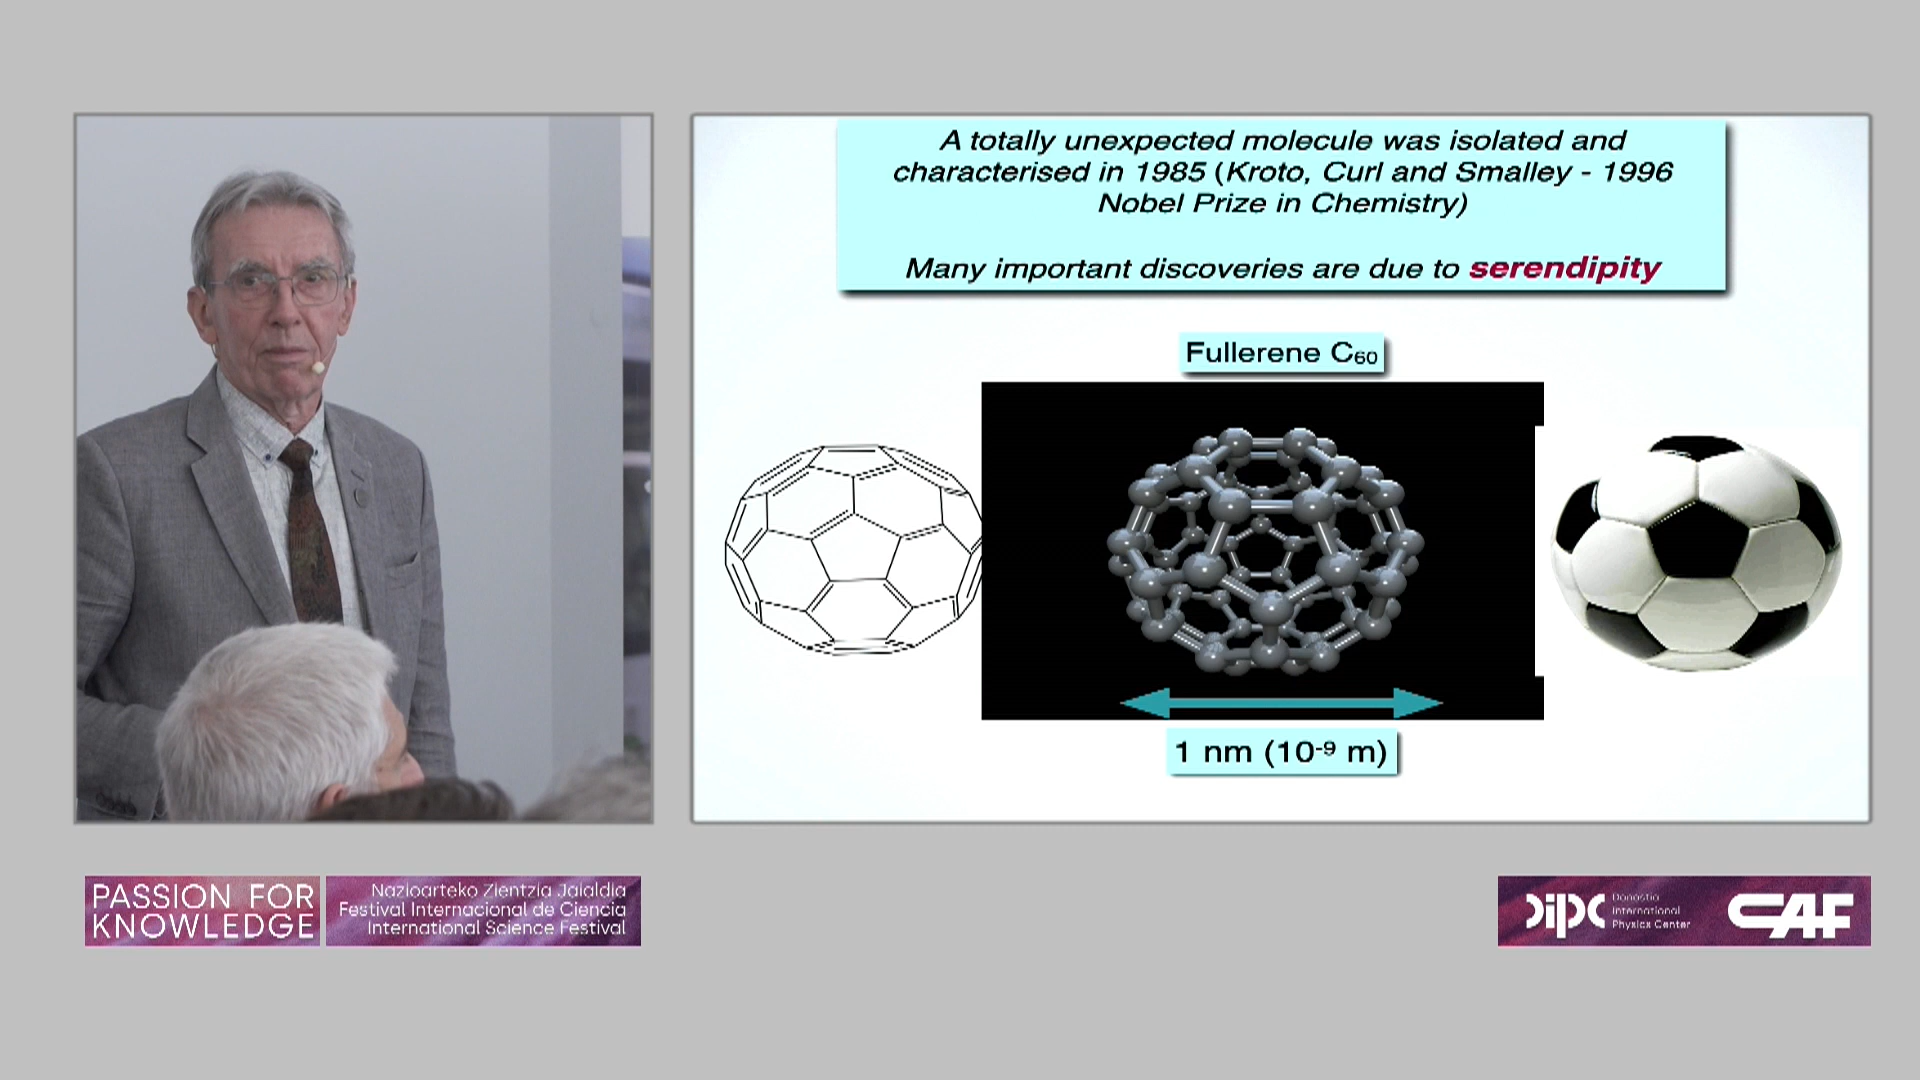 A totally unexpected molecule was isolated and
characterised in 1985 (Kroto, Curl and Smalley - 1996
Nobel Prize in Chemistry)
Many important discoveries are due to serendipity
Fullerene C₆₀
1 nm (10⁻⁹ m)
PASSION FOR
KNOWLEDGE
Nazioarteko Zientzia Jaialdia
Festival Internacional de Ciencia
International Science Festival
dipc
Donostia
International
Physics Center
CAF